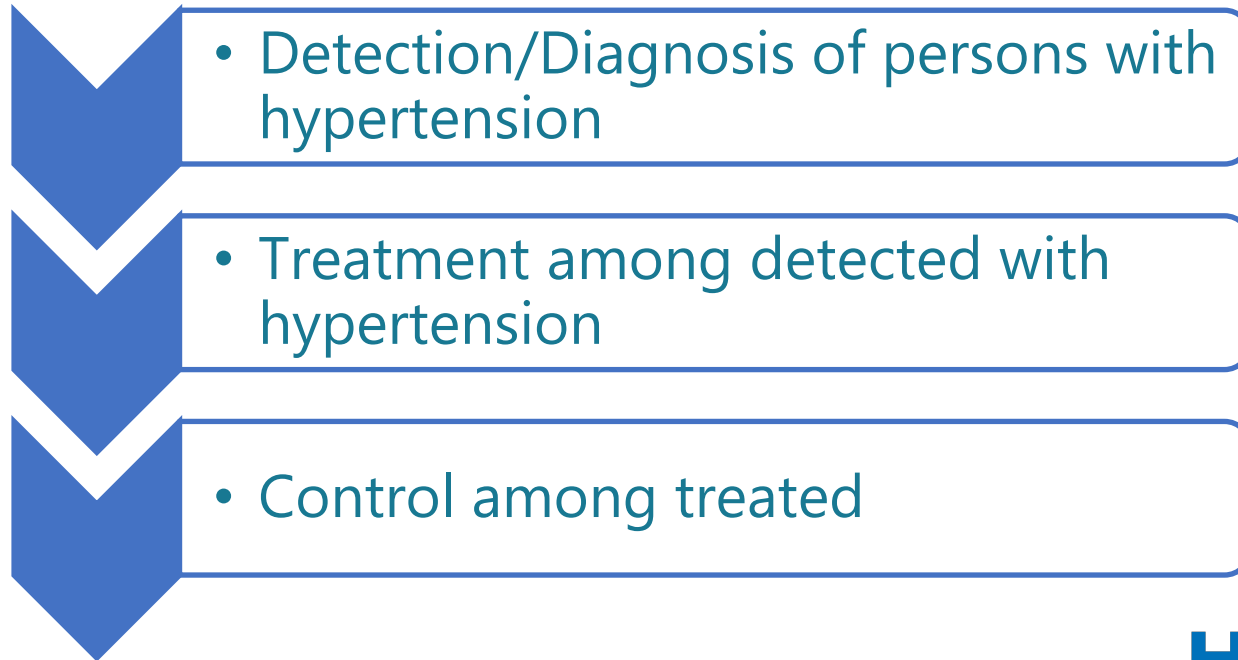 • Detection/Diagnosis of persons with
hypertension
• Treatment among detected with
hypertension
• Control among treated